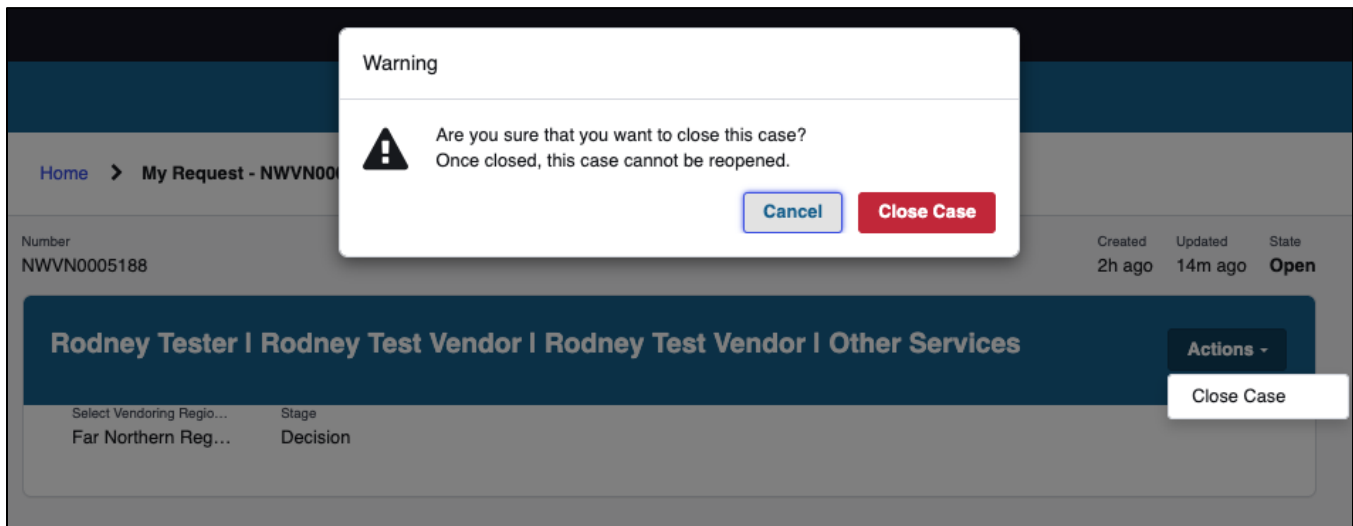 Warning
Are you sure that you want to close this case?
Once closed, this case cannot be reopened.
Cancel Close Case
Home > My Request - NWVN00
Number
NWVN0005188
Created Updated State
2h ago 14m ago Open
Rodney Tester | Rodney Test Vendor | Rodney Test Vendor | Other Services
Actions
Close Case
Select Vendoring Regio... Stage
Far Northern Reg... Decision